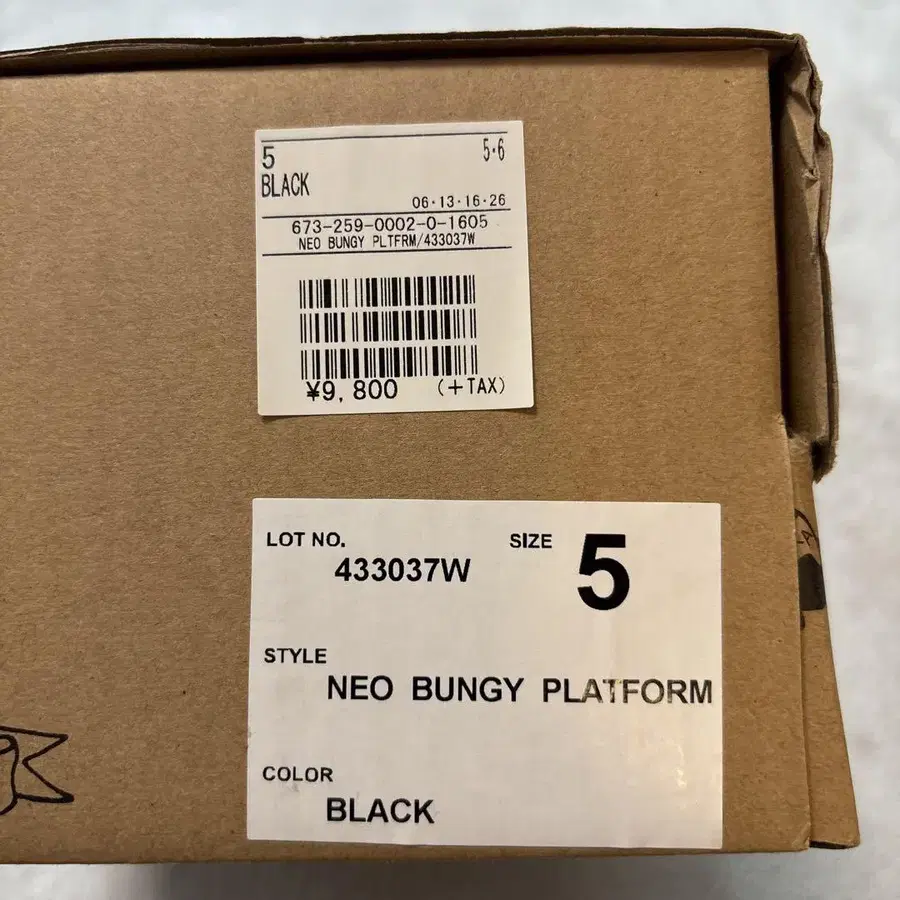 5 5・6
BLACK
06・13・16・26
673-259-0002-0-1605
NEO BUNGY PLTFRM/433037W
¥9,800 (+TAX)
LOT NO. SIZE 5
433037W
STYLE
NEO BUNGY PLATFORM
COLOR
BLACK